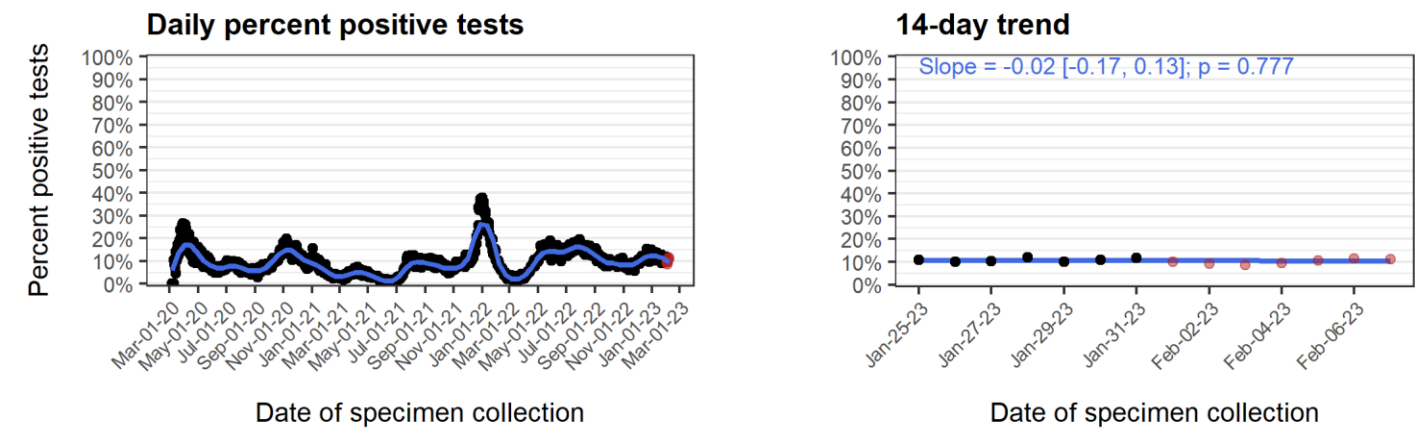 Daily percent positive tests
Percent positive tests
100%
90%
80%
70%
60%
50%
40%
30%
20%
10%
0%
Mar-01-20
May-01-20
Jul-01-20
Sep-01-20
Nov-01-20
Jan-01-21
Mar-01-21
May-01-21
Jul-01-21
Sep-01-21
Nov-01-21
Jan-01-22
Mar-01-22
May-01-22
Jul-01-22
Sep-01-22
Nov-01-22
Jan-01-23
Mar-01-23
Date of specimen collection
14-day trend
Slope = -0.02 [-0.17, 0.13]; p = 0.777
100%
90%
80%
70%
60%
50%
40%
30%
20%
10%
0%
Jan-25-23
Jan-27-23
Jan-29-23
Jan-31-23
Feb-02-23
Feb-04-23
Feb-06-23
Date of specimen collection